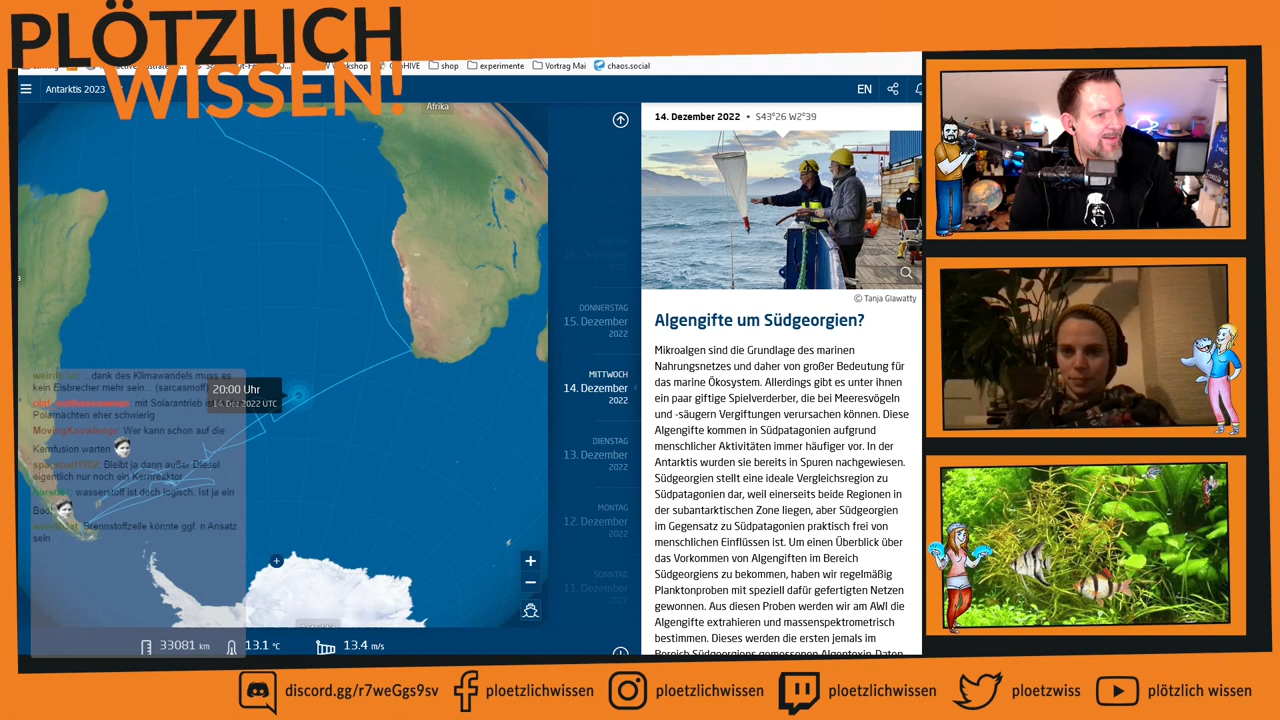 PLÖTZLICH
WISSEN!
shop
experimente
Vortrag Mai
chaos.social
Antarktis 2023
EN
Afrika
20:00 Uhr
14. Dez 2022 UTC
DONNERSTAG
15. Dezember
2022
MITTWOCH
14. Dezember
2022
DIENSTAG
13. Dezember
2022
MONTAG
12. Dezember
2022
SONNTAG
11. Dezember
2022
... dank des Klimawandels muss es
kein Eisbrecher mehr sein... (sarcasmoff)
mit Solarantrieb
Polarnächten eher schwierig
MovingKnowledge: Wer kann schon auf die
Kernfusion warten
Bleibt ja dann außer Diesel
eigentlich nur noch ein Kernreaktor
wasserstoff ist doch logisch. Ist ja ein
Boot
Brennstoffzelle könnte ggf. n Ansatz
sein
33081 km
13.1 °C
13.4 m/s
14. Dezember 2022 • S43°26 W2°39
© Tanja Glawatty
Algengifte um Südgeorgien?
Mikroalgen sind die Grundlage des marinen
Nahrungsnetzes und daher von großer Bedeutung für
das marine Ökosystem. Allerdings gibt es unter ihnen
ein paar giftige Spielverderber, die bei Meeresvögeln
und -säugern Vergiftungen verursachen können. Diese
Algengifte kommen in Südpatagonien aufgrund
menschlicher Aktivitäten immer häufiger vor. In der
Antarktis wurden sie bereits in Spuren nachgewiesen.
Südgeorgien stellt eine ideale Vergleichsregion zu
Südpatagonien dar, weil einerseits beide Regionen in
der subantarktischen Zone liegen, aber Südgeorgien
im Gegensatz zu Südpatagonien praktisch frei von
menschlichen Einflüssen ist. Um einen Überblick über
das Vorkommen von Algengiften im Bereich
Südgeorgiens zu bekommen, haben wir regelmäßig
Planktonproben mit speziell dafür gefertigten Netzen
gewonnen. Aus diesen Proben werden wir am AWI die
Algengifte extrahieren und massenspektrometrisch
bestimmen. Dieses werden die ersten jemals im
Bereich Südgeorgiens gemessenen Algentoxin-Daten
discord.gg/r7weGgs9sv
ploetzlichwissen
ploetzlichwissen
ploetzlichwissen
ploetzwiss
plötzlich wissen